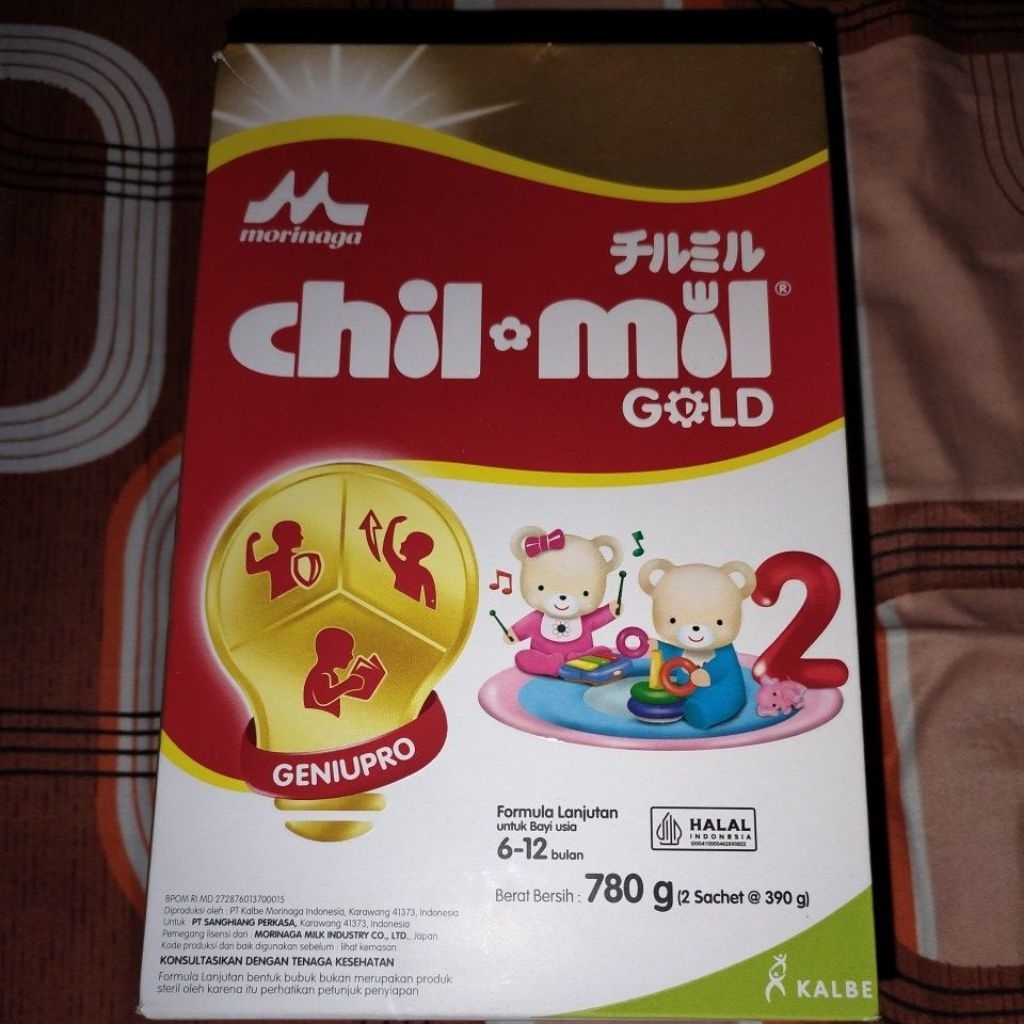 morinaga
チルミル
chil mil ®
GOLD
GENIUPRO
2
Formula Lanjutan
untuk Bayi usia
6-12 bulan
HALAL
INDONESIA
Berat Bersih : 780 g (2 Sachet @ 390 g)
BPOM RI MD 272876013700015
Diproduksi oleh : PT Kalbe Morinaga Indonesia, Karawang 41373, Indonesia
Untuk : PT SANGHIANG PERKASA, Karawang 41373, Indonesia
Pemegang lisensi dari : MORINAGA MILK INDUSTRY CO., LTD., Japan
Kode produksi dan baik digunakan sebelum : lihat kemasan
KONSULTASIKAN DENGAN TENAGA KESEHATAN
Formula Lanjutan bentuk bubuk bukan merupakan produk
steril oleh karena itu perhatikan petunjuk penyiapan
KALBE